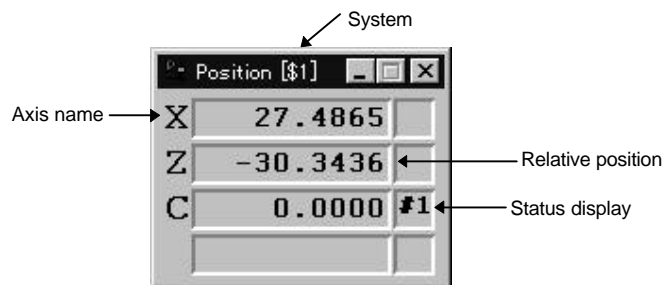 System
Position [$1]
Axis name
X 27.4865
Z -30.3436
Relative position
C 0.0000 #1
Status display